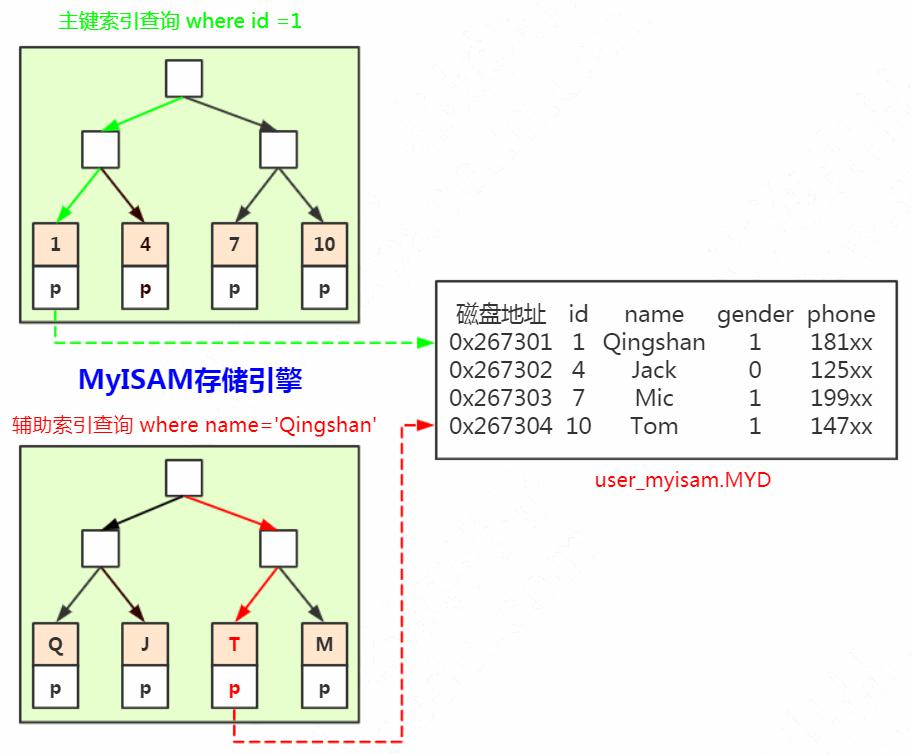 主键索引查询 where id =1
1 4 7 10
p p p p
磁盘地址 id name gender phone
0x267301 1 Qingshan 1 181xx
0x267302 4 Jack 0 125xx
0x267303 7 Mic 1 199xx
0x267304 10 Tom 1 147xx
user_myisam.MYD
MyISAM存储引擎
辅助索引查询 where name='Qingshan'
Q J T M
p p p p